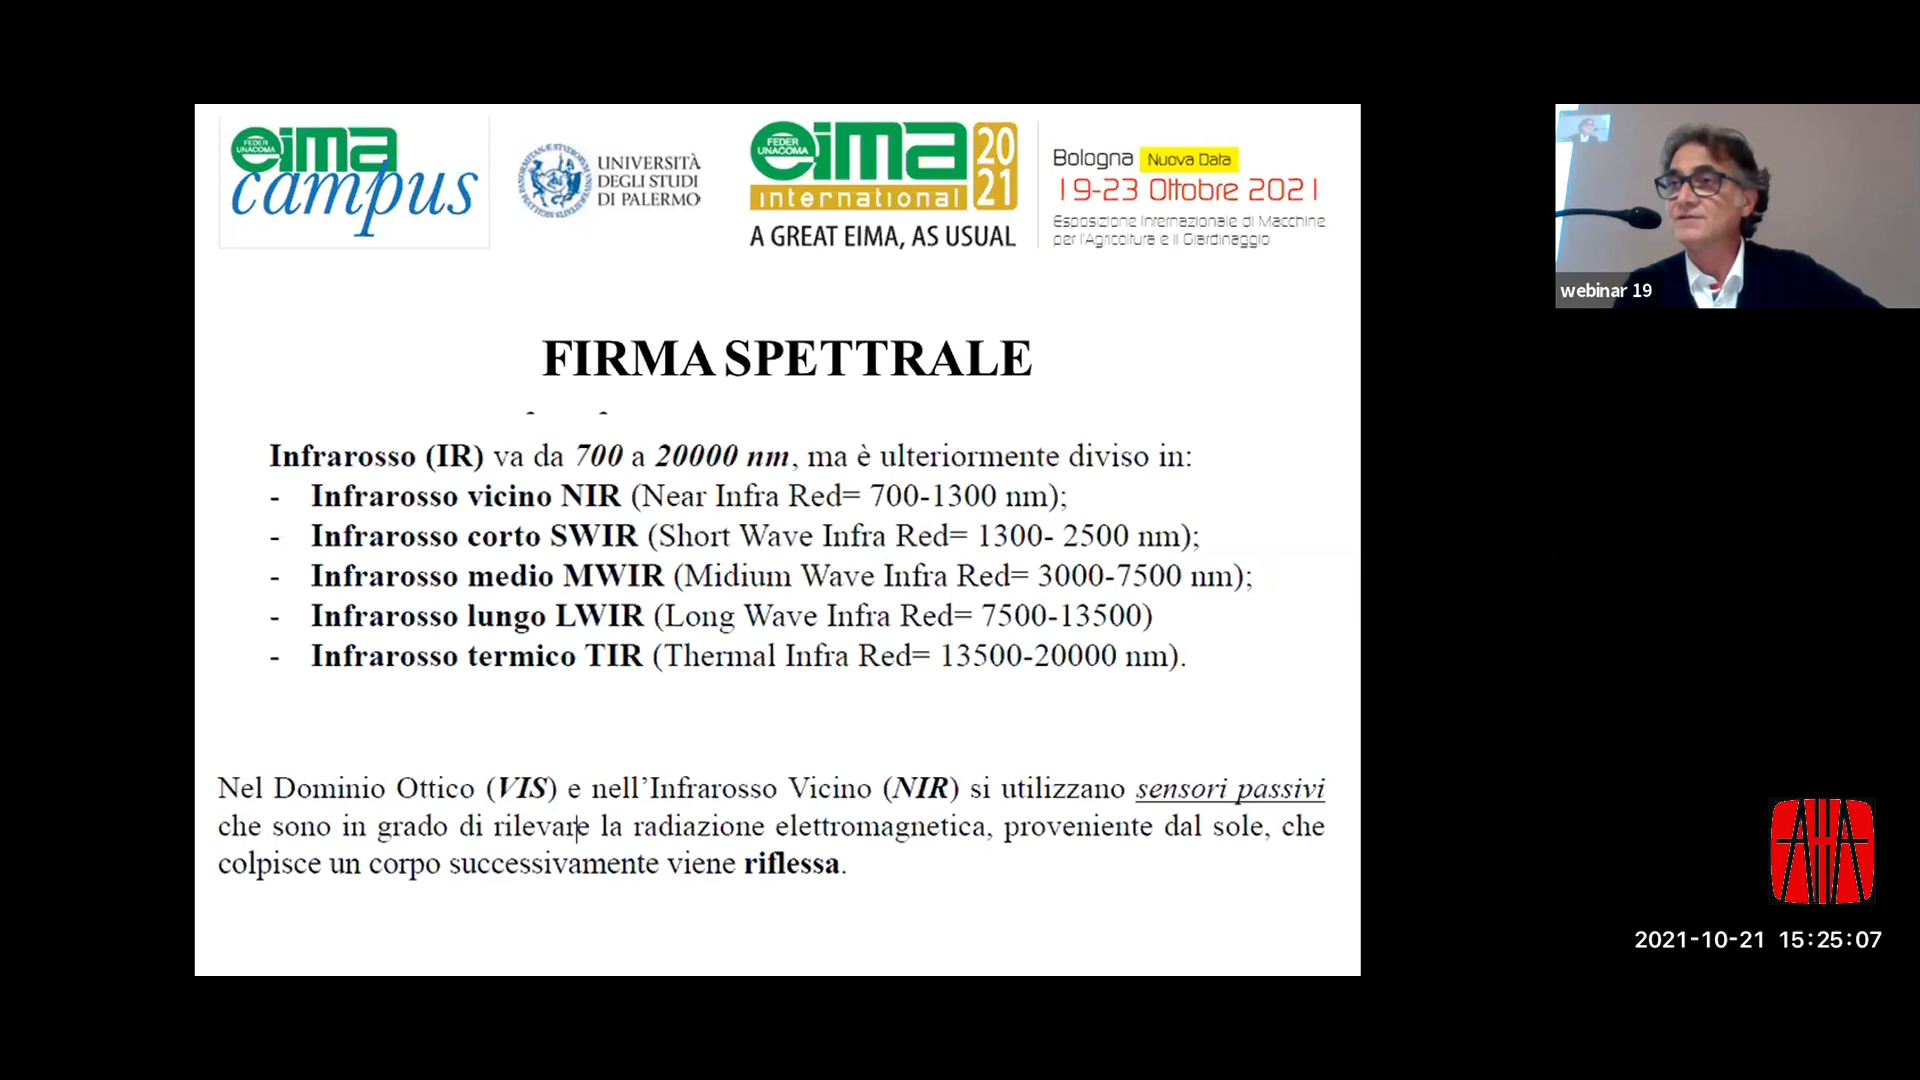 FEDER UNACOMA
eima
campus
UNIVERSITÀ
DEGLI STUDI
DI PALERMO
FEDER UNACOMA
eima
20
21
international
A GREAT EIMA, AS USUAL
Bologna Nuova Data
19-23 Ottobre 2021
Esposizione Internazionale di Macchine
per l'Agricoltura e il Giardinaggio
webinar 19
FIRMA SPETTRALE
Infrarosso (IR) va da 700 a 20000 nm, ma è ulteriormente diviso in:
- Infrarosso vicino NIR (Near Infra Red= 700-1300 nm);
- Infrarosso corto SWIR (Short Wave Infra Red= 1300- 2500 nm);
- Infrarosso medio MWIR (Midium Wave Infra Red= 3000-7500 nm);
- Infrarosso lungo LWIR (Long Wave Infra Red= 7500-13500)
- Infrarosso termico TIR (Thermal Infra Red= 13500-20000 nm).
Nel Dominio Ottico (VIS) e nell’Infrarosso Vicino (NIR) si utilizzano sensori passivi
che sono in grado di rilevare la radiazione elettromagnetica, proveniente dal sole, che
colpisce un corpo successivamente viene riflessa.
2021-10-21 15:25:07